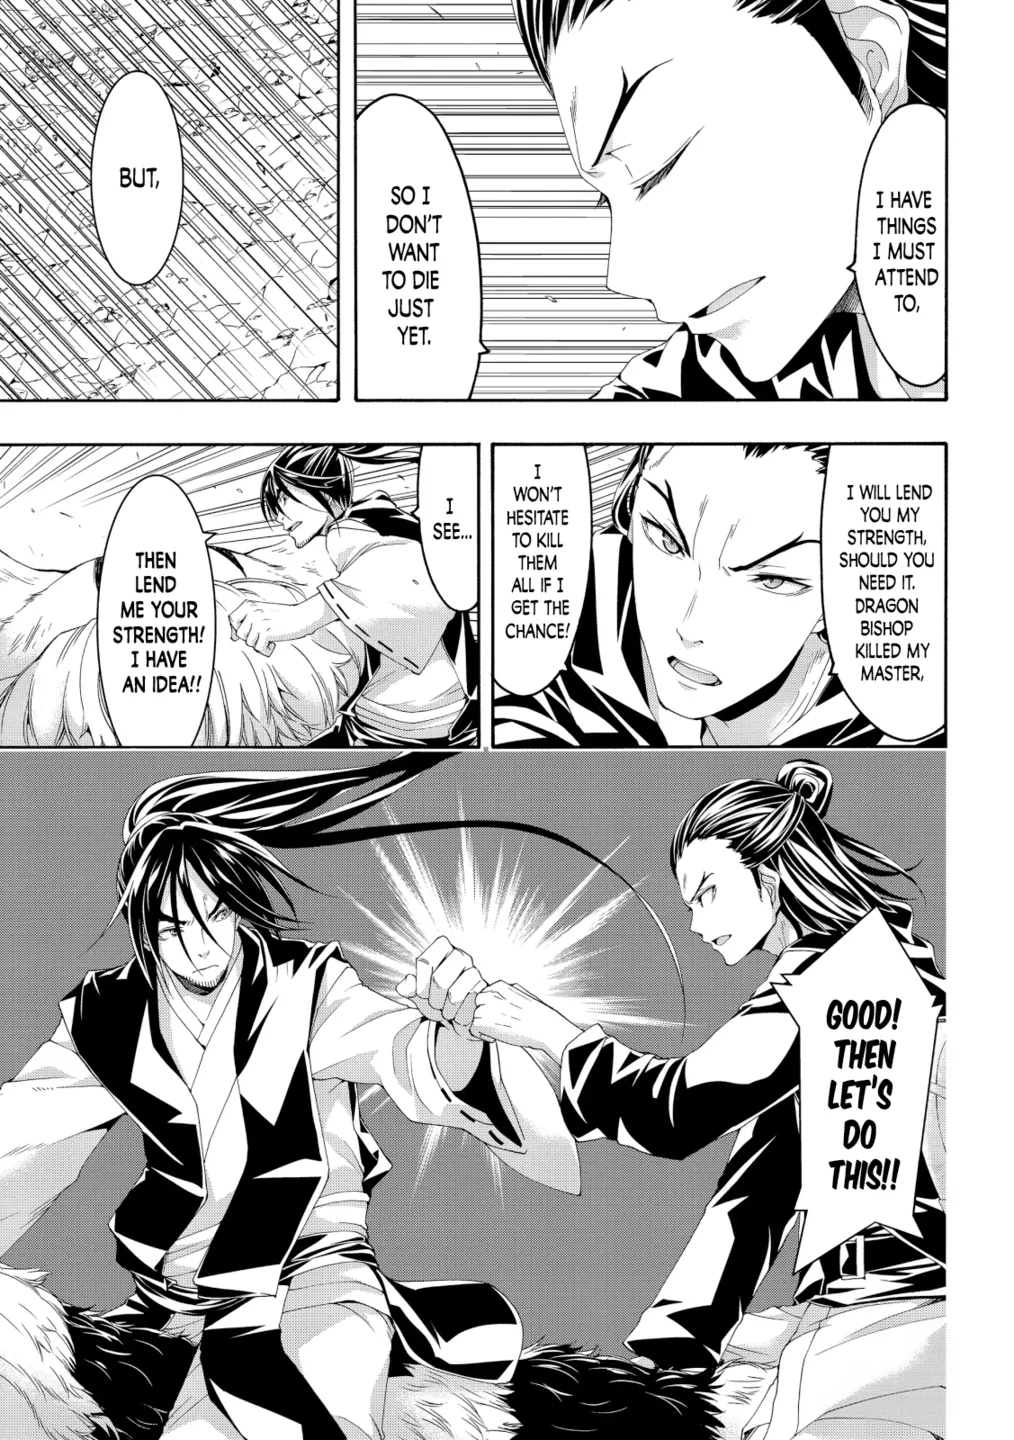 I HAVE
THINGS
I MUST
ATTEND
TO,
SO I
DON'T
WANT
TO DIE
JUST
YET.
BUT,
I WILL LEND
YOU MY
STRENGTH,
SHOULD YOU
NEED IT.
DRAGON
BISHOP
KILLED MY
MASTER,
I
WON'T
HESITATE
TO KILL
THEM
ALL IF I
GET THE
CHANCE!
I
SEE...
THEN
LEND
ME YOUR
STRENGTH!
I HAVE
AN IDEA!!
GOOD!
THEN
LET'S
DO
THIS!!